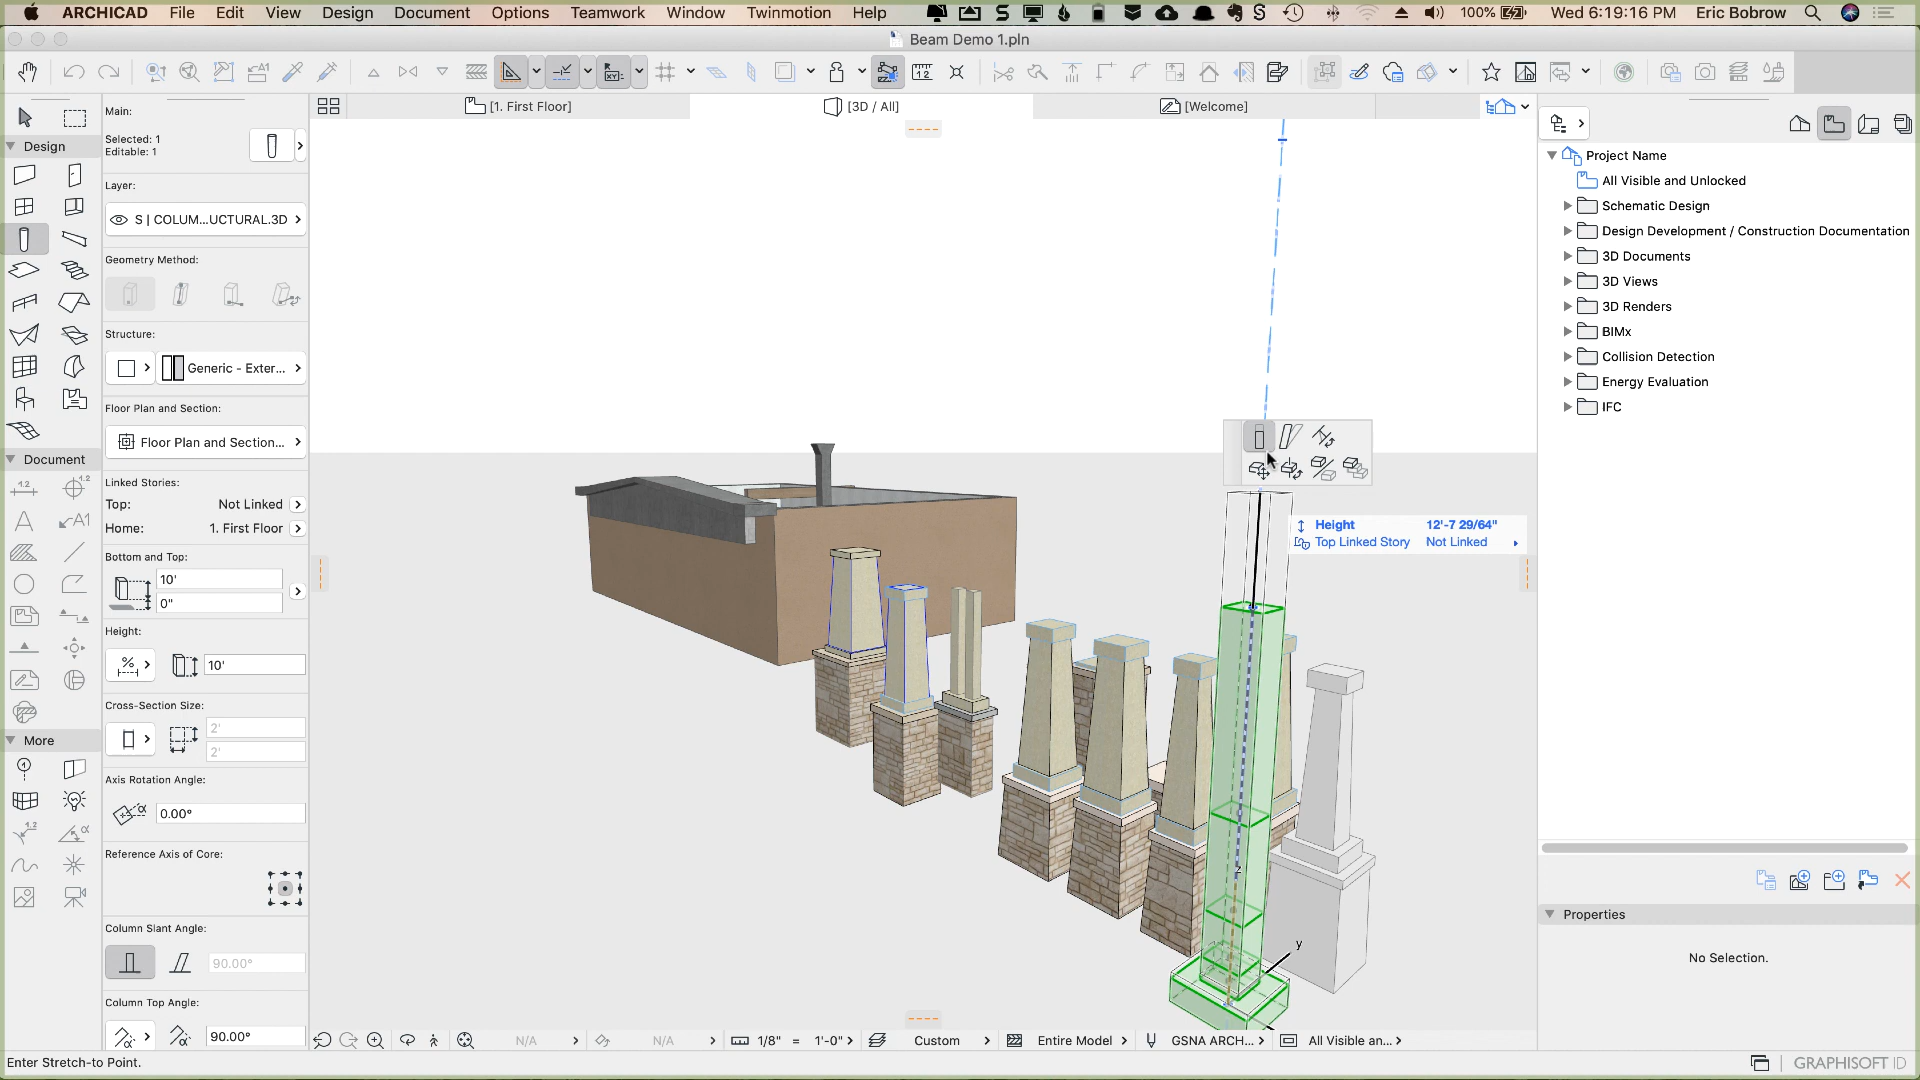 ARCHICAD File Edit View Design Document Options Teamwork Window Twinmotion Help
100% Wed 6:19:16 PM Eric Bobrow
Beam Demo 1.pln
[1. First Floor]
[3D / All]
[Welcome]
Main:
Selected: 1
Editable: 1
Design
Layer:
S | COLUM...UCTURAL.3D
Geometry Method:
Structure:
Generic - Exter...
Floor Plan and Section:
Floor Plan and Section...
Document
Linked Stories:
Top: Not Linked
Home: 1. First Floor
Bottom and Top:
10'
0"
Height:
10'
Cross-Section Size:
2'
2'
More
Axis Rotation Angle:
0.00°
Reference Axis of Core:
Column Slant Angle:
90.00°
Column Top Angle:
90.00°
Height 12'-7 29/64"
Top Linked Story Not Linked
z
y
Project Name
All Visible and Unlocked
Schematic Design
Design Development / Construction Documentation
3D Documents
3D Views
3D Renders
BIMx
Collision Detection
Energy Evaluation
IFC
Properties
No Selection.
N/A
N/A
1/8" = 1'-0"
Custom
Entire Model
GSNA ARCH...
All Visible an...
Enter Stretch-to Point.
GRAPHISOFT ID